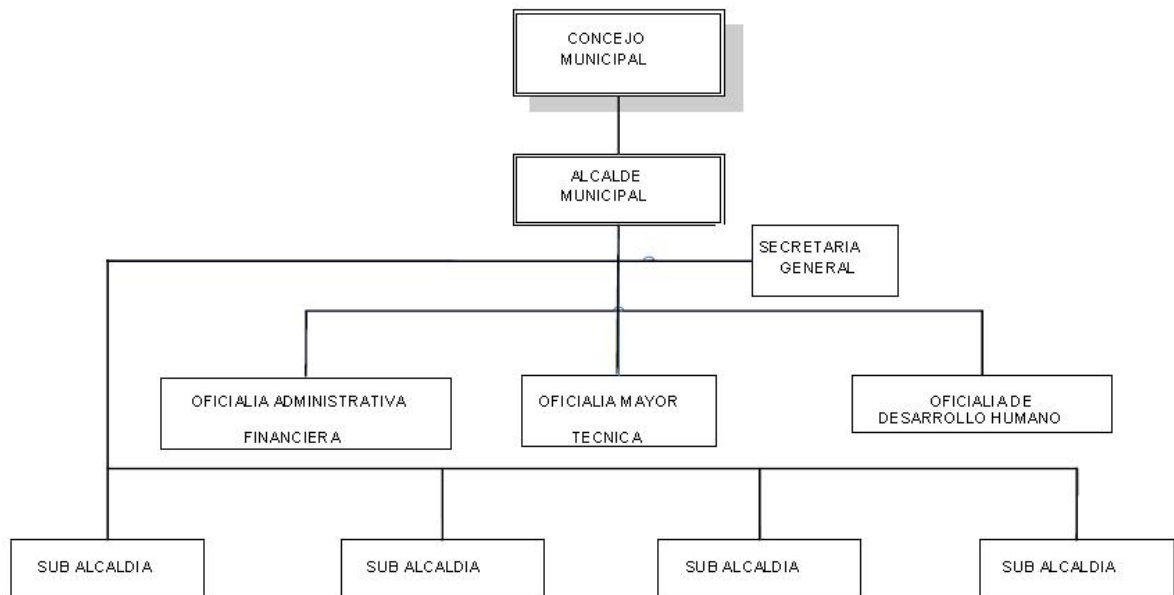 CONCEJO
MUNICIPAL
ALCALDE
MUNICIPAL
SECRETARIA
GENERAL
OFICIALIA ADMINISTRATIVA
FINANCIERA
OFICIALIA MAYOR
TECNICA
OFICIALIA DE
DESARROLLO HUMANO
SUB ALCALDIA
SUB ALCALDIA
SUB ALCALDIA
SUB ALCALDIA